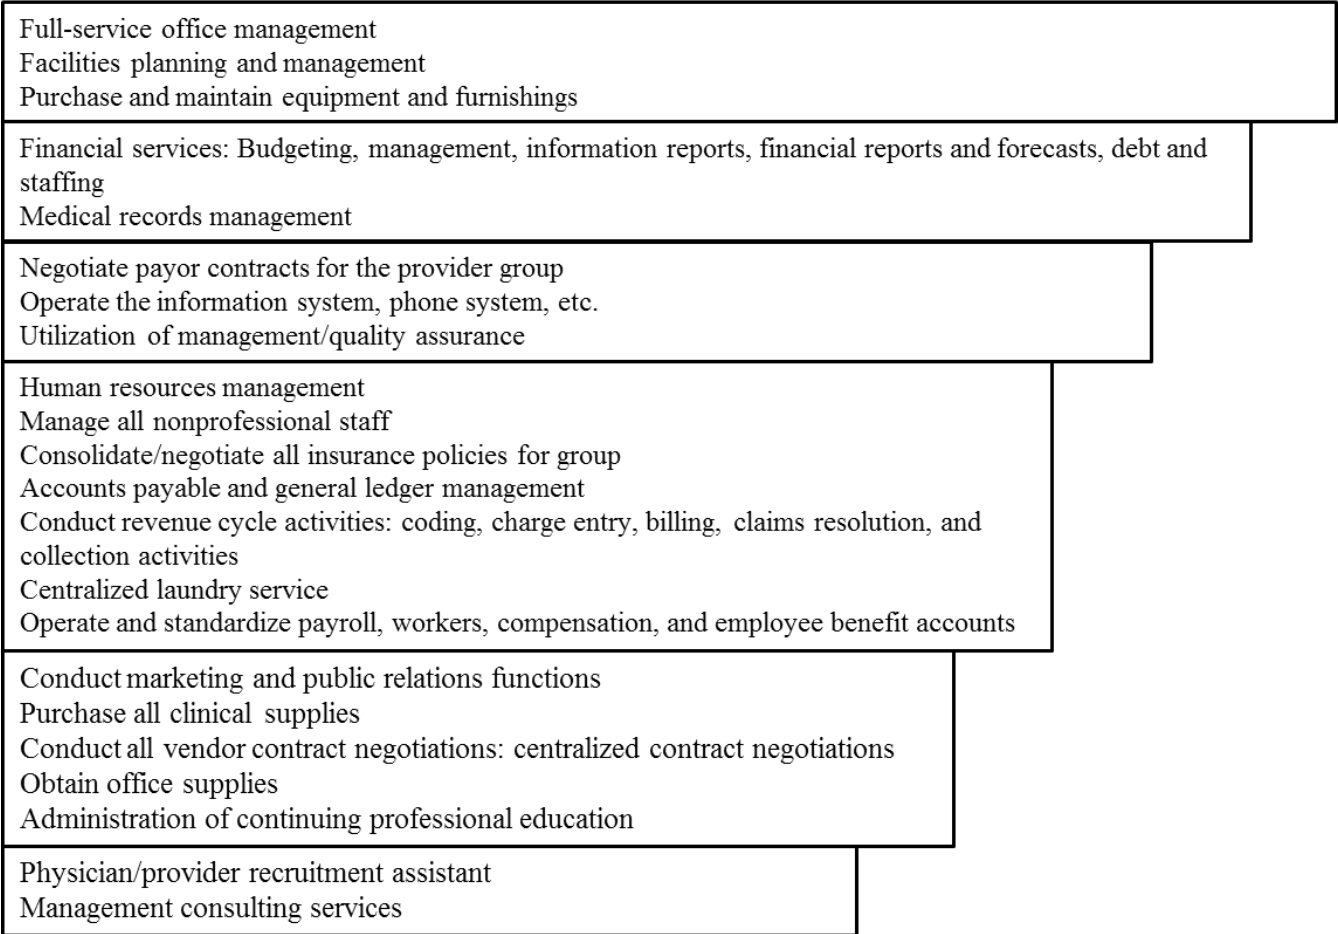 Full-service office management
Facilities planning and management
Purchase and maintain equipment and furnishings
Financial services: Budgeting, management, information reports, financial reports and forecasts, debt and
staffing
Medical records management
Negotiate payor contracts for the provider group
Operate the information system, phone system, etc.
Utilization of management/quality assurance
Human resources management
Manage all nonprofessional staff
Consolidate/negotiate all insurance policies for group
Accounts payable and general ledger management
Conduct revenue cycle activities: coding, charge entry, billing, claims resolution, and
collection activities
Centralized laundry service
Operate and standardize payroll, workers, compensation, and employee benefit accounts
Conduct marketing and public relations functions
Purchase all clinical supplies
Conduct all vendor contract negotiations: centralized contract negotiations
Obtain office supplies
Administration of continuing professional education
Physician/provider recruitment assistant
Management consulting services